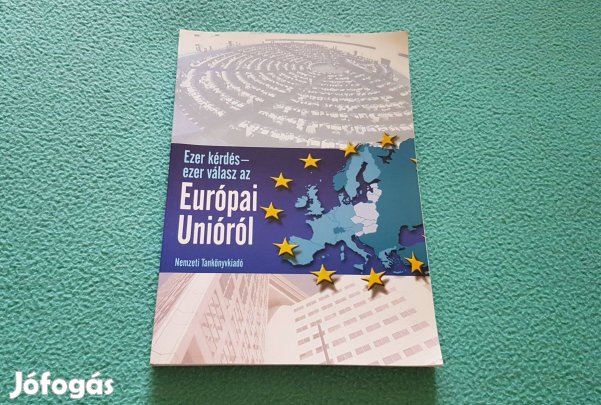 Ezer kérdés–
ezer válasz az
Európai
Unióról
Nemzeti Tankönyvkiadó
Jófogás